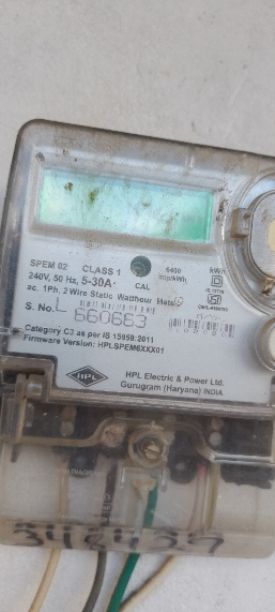 SPEM 02 CLASS 1 6400 imp/kWh kWh
240V, 50 Hz, 5-30A CAL
ac. 1Ph, 2 Wire Static Watthour Meter
S. No. L 660663
Category C3 as per IS 15959:2011
Firmware Version: HPLSPEM0XXX01
HPL HPL Electric & Power Ltd.
Gurugram (Haryana) INDIA